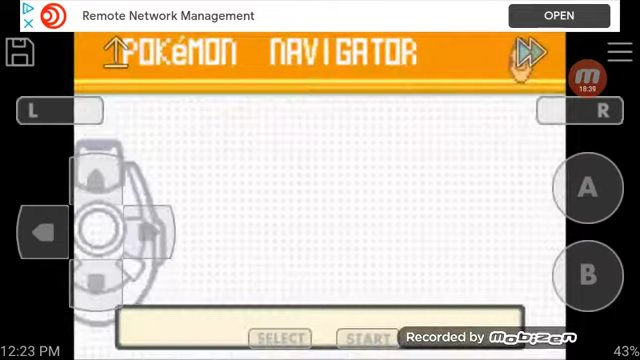 Remote Network Management
OPEN
POKéMON NAVIGATOR
M
18:39
L
R
A
B
SELECT
START
Recorded by Mobizen
12:23 PM
43%